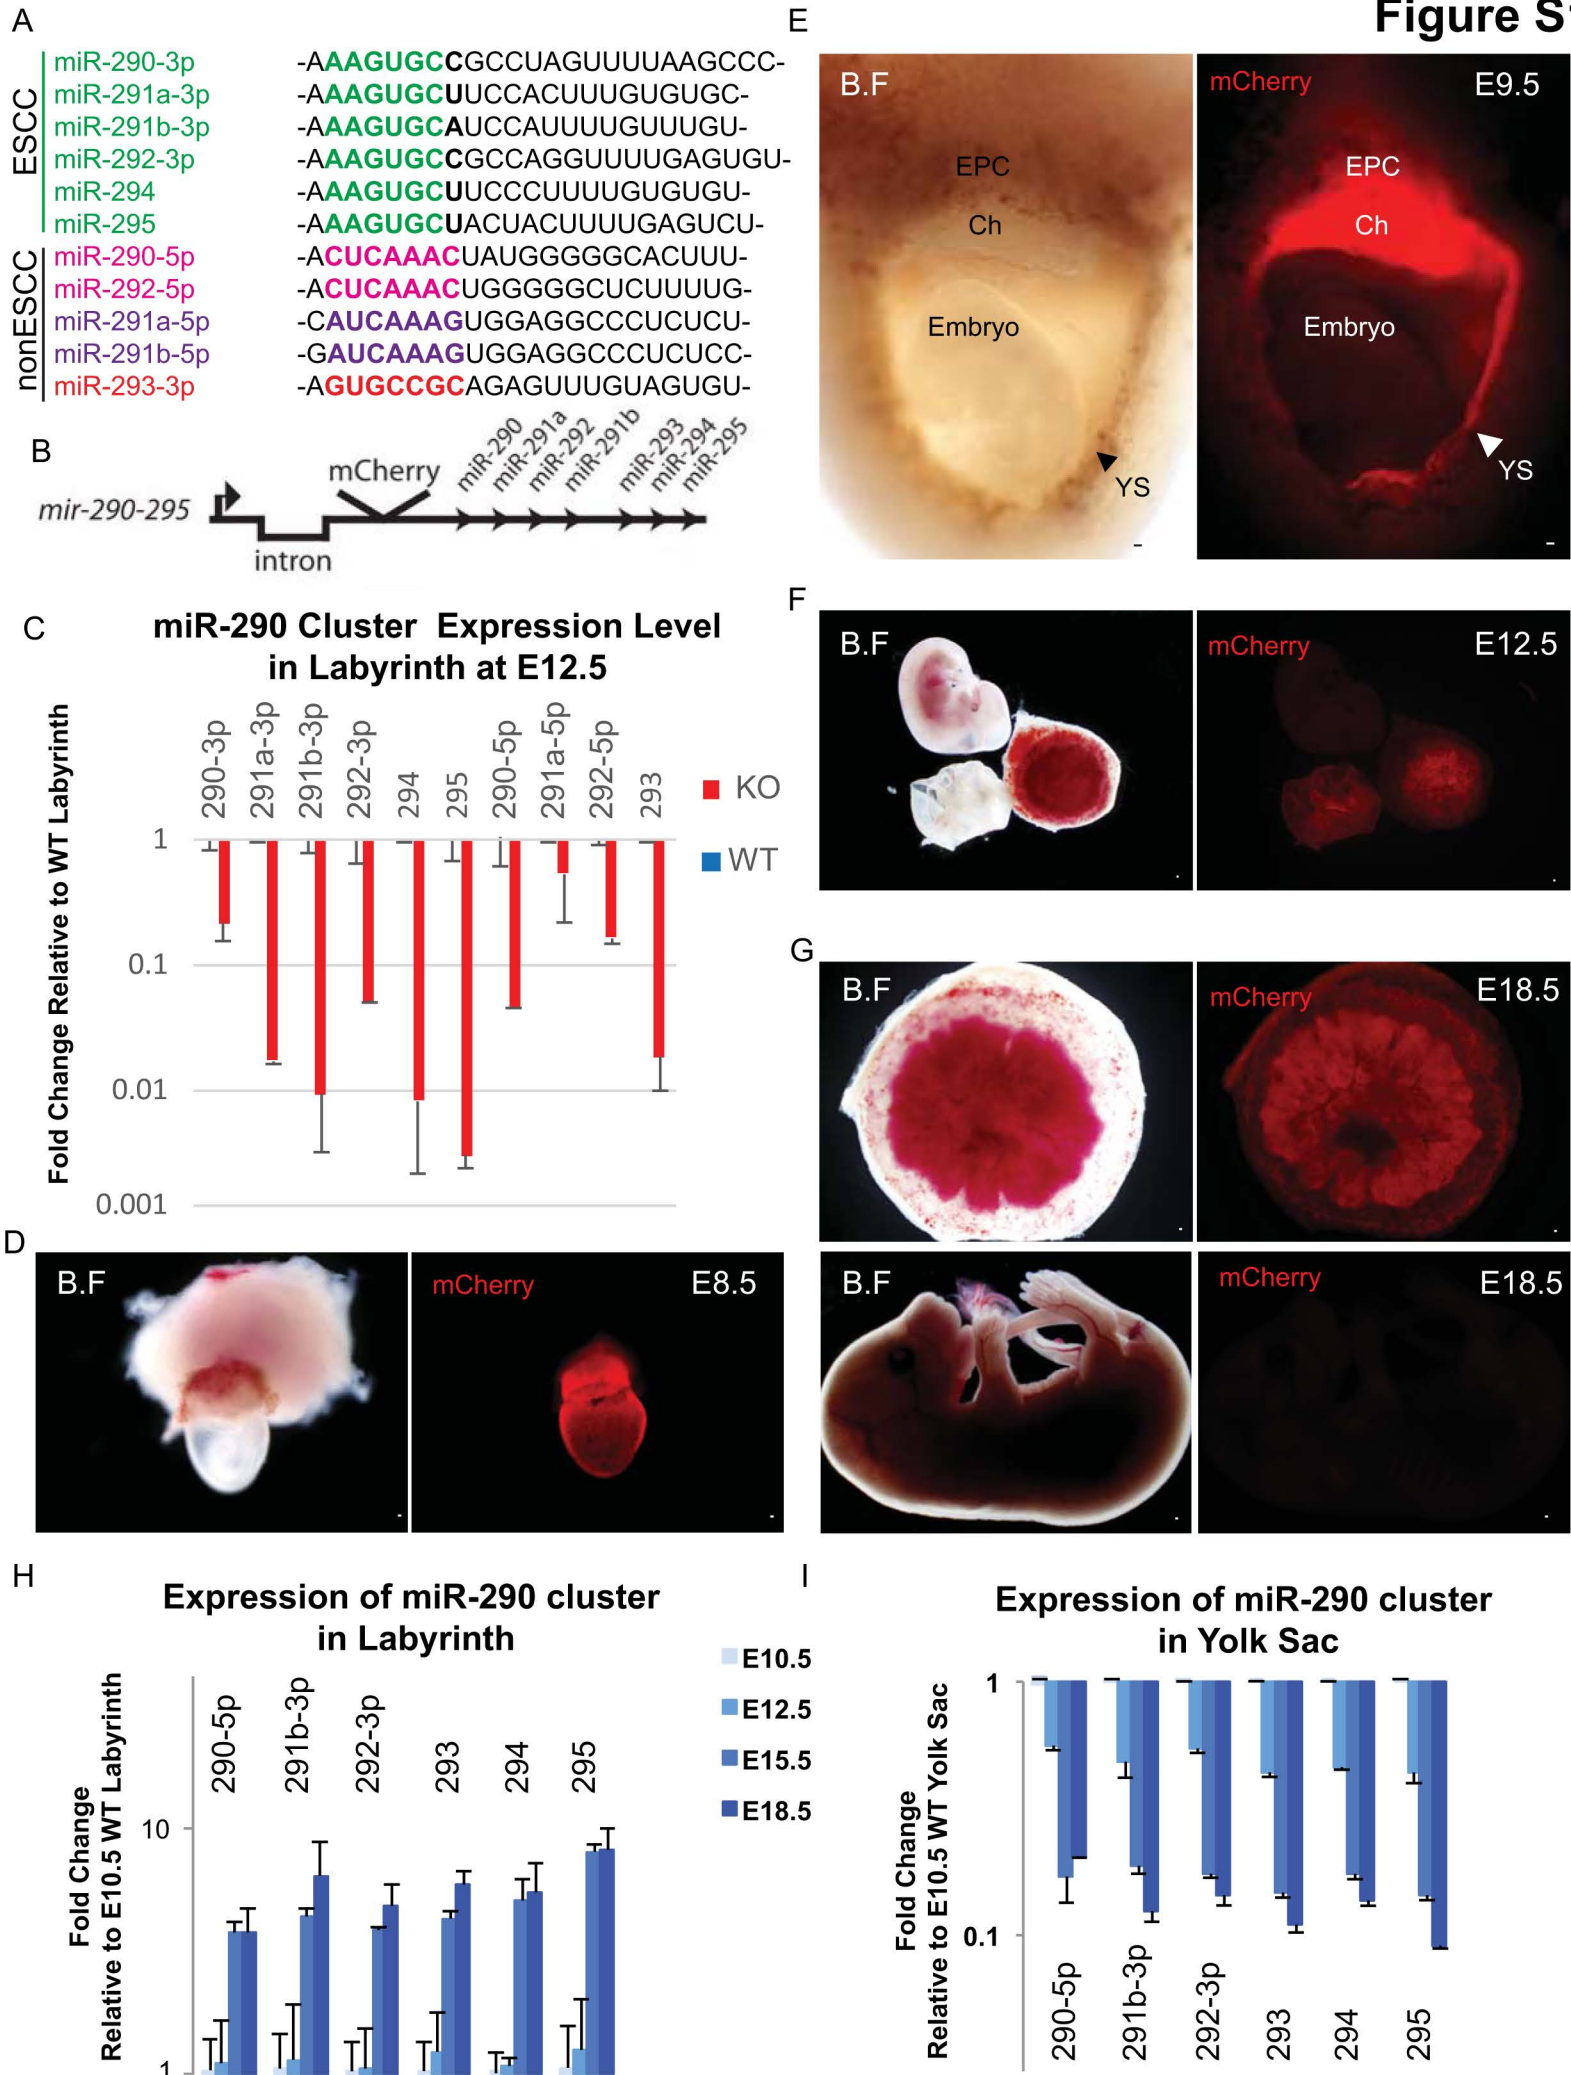 Figure S
A
ESCC
miR-290-3p -AAAGUGCCGCCUAGUUUUAAGCCC-
miR-291a-3p -AAAGUGCUUCCACUUUGUGUGC-
miR-291b-3p -AAAGUGCAUCCAUUUUGUUUGU-
miR-292-3p -AAAGUGCCGCCAGGUUUUGAGUGU-
miR-294 -AAAGUGCUUCCCUUUUGUGUGU-
miR-295 -AAAGUGCUACUACUUUUGAGUCU-
nonESCC
miR-290-5p -ACUCAAACUAUGGGGGCACUUU-
miR-292-5p -ACUCAAACUGGGGGCUCUUUUG-
miR-291a-5p -CAUCAAAGUGGAGGCCCUCUCU-
miR-291b-5p -GAUCAAAGUGGAGGCCCUCUCC-
miR-293-3p -AGUGCCGCAGAGUUUGUAGUGU-
B
mir-290-295
mCherry
intron
miR-290
miR-291a
miR-292
miR-291b
miR-293
miR-294
miR-295
C
miR-290 Cluster Expression Level
in Labyrinth at E12.5
Fold Change Relative to WT Labyrinth
290-3p
291a-3p
291b-3p
292-3p
294
295
290-5p
291a-5p
292-5p
293
KO
WT
1
0.1
0.01
0.001
D
B.F
mCherry
E8.5
E
B.F
EPC
Ch
Embryo
YS
mCherry
E9.5
EPC
Ch
Embryo
YS
F
B.F
mCherry
E12.5
G
B.F
mCherry
E18.5
B.F
mCherry
E18.5
H
Expression of miR-290 cluster
in Labyrinth
Fold Change
Relative to E10.5 WT Labyrinth
290-5p
291b-3p
292-3p
293
294
295
10
1
E10.5
E12.5
E15.5
E18.5
I
Expression of miR-290 cluster
in Yolk Sac
Fold Change
Relative to E10.5 WT Yolk Sac
1
0.1
290-5p
291b-3p
292-3p
293
294
295